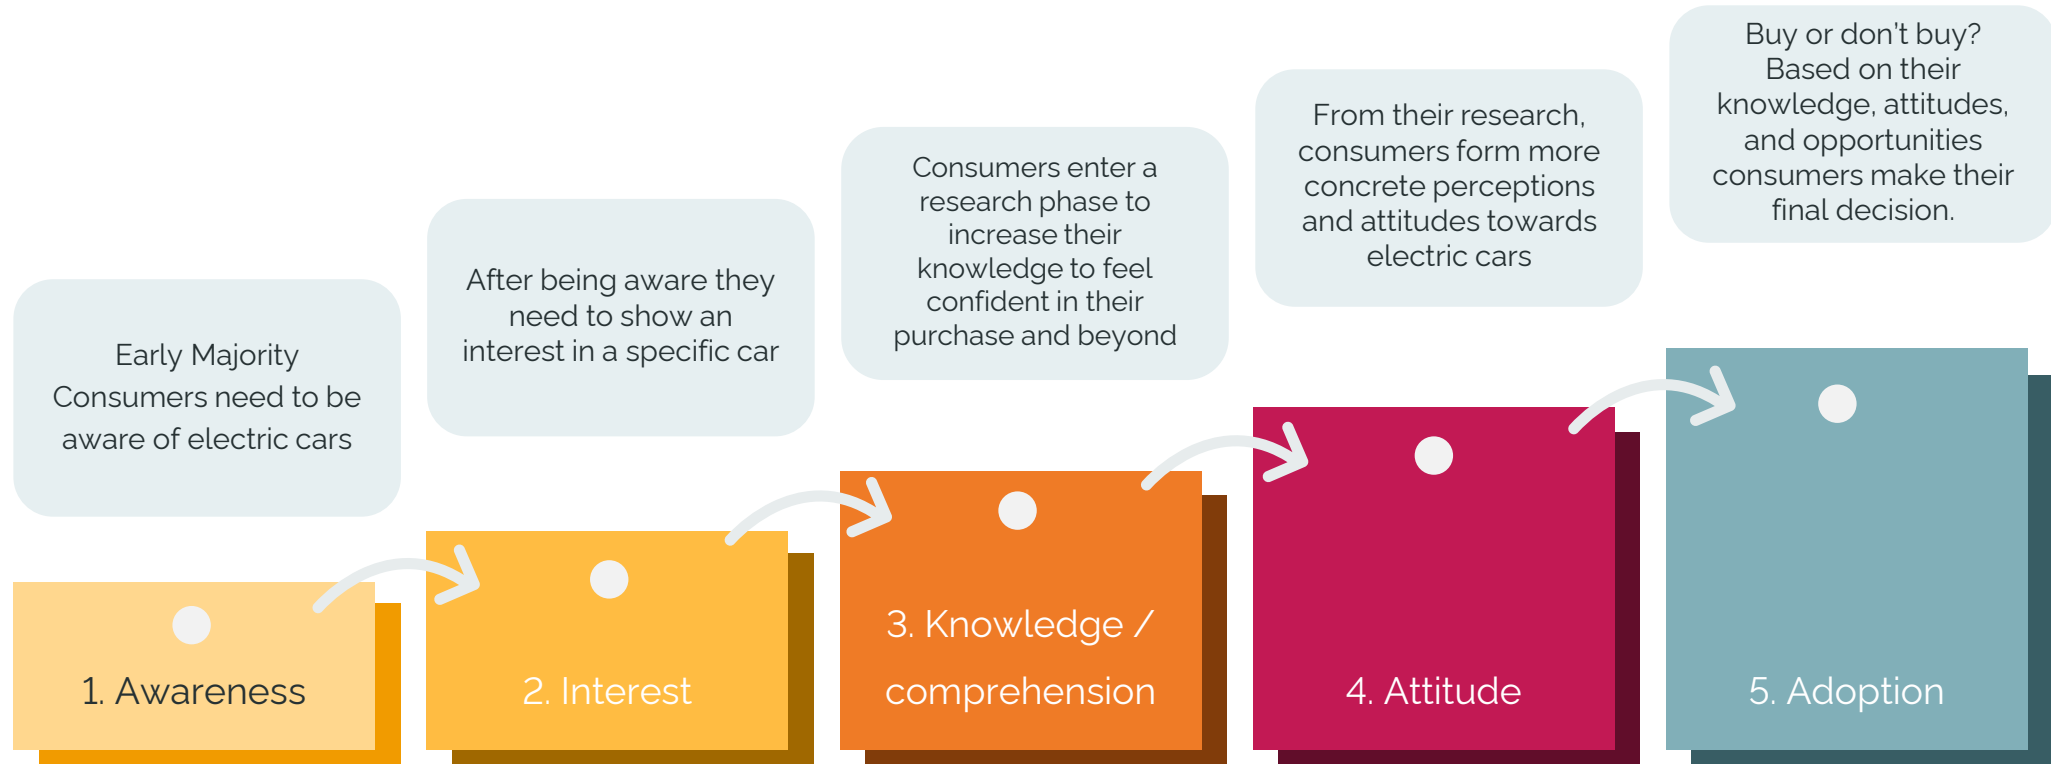 Early Majority
Consumers need to be
aware of electric cars
After being aware they
need to show an
interest in a specific car
Consumers enter a
research phase to
increase their
knowledge to feel
confident in their
purchase and beyond
From their research,
consumers form more
concrete perceptions
and attitudes towards
electric cars
Buy or don’t buy?
Based on their
knowledge, attitudes,
and opportunities
consumers make their
final decision.
1. Awareness
2. Interest
3. Knowledge /
comprehension
4. Attitude
5. Adoption